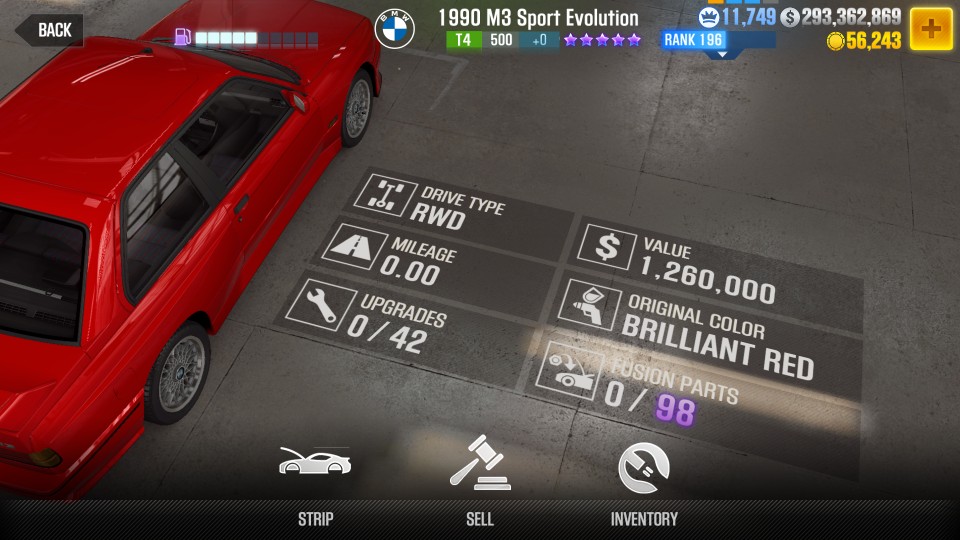 BACK
BMW
1990 M3 Sport Evolution
T4 500 +0
11,749 $ 293,362,869
RANK 196
56,243
+
DRIVE TYPE
RWD
MILEAGE
0.00
UPGRADES
0 / 42
$
VALUE
1,260,000
ORIGINAL COLOR
BRILLIANT RED
FUSION PARTS
0 / 98
STRIP
SELL
INVENTORY